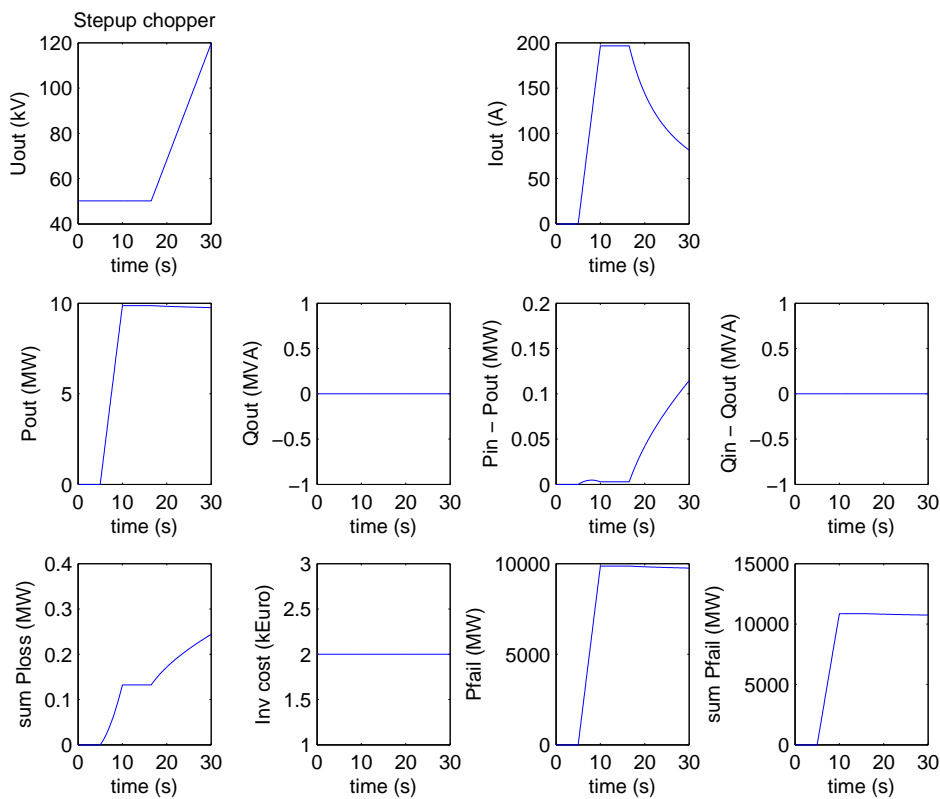 Stepup chopper
120
100
80
60
40
Uout (kV)
0 10 20 30
time (s)
200
150
100
50
0
Iout (A)
0 10 20 30
time (s)
10
5
0
Pout (MW)
0 10 20 30
time (s)
1
0.5
0
−0.5
−1
Qout (MVA)
0 10 20 30
time (s)
0.2
0.15
0.1
0.05
0
Pin − Pout (MW)
0 10 20 30
time (s)
1
0.5
0
−0.5
−1
Qin − Qout (MVA)
0 10 20 30
time (s)
0.4
0.3
0.2
0.1
0
sum Ploss (MW)
0 10 20 30
time (s)
3
2.5
2
1.5
1
Inv cost (kEuro)
0 10 20 30
time (s)
10000
5000
0
Pfail (MW)
0 10 20 30
time (s)
15000
10000
5000
0
sum Pfail (MW)
0 10 20 30
time (s)